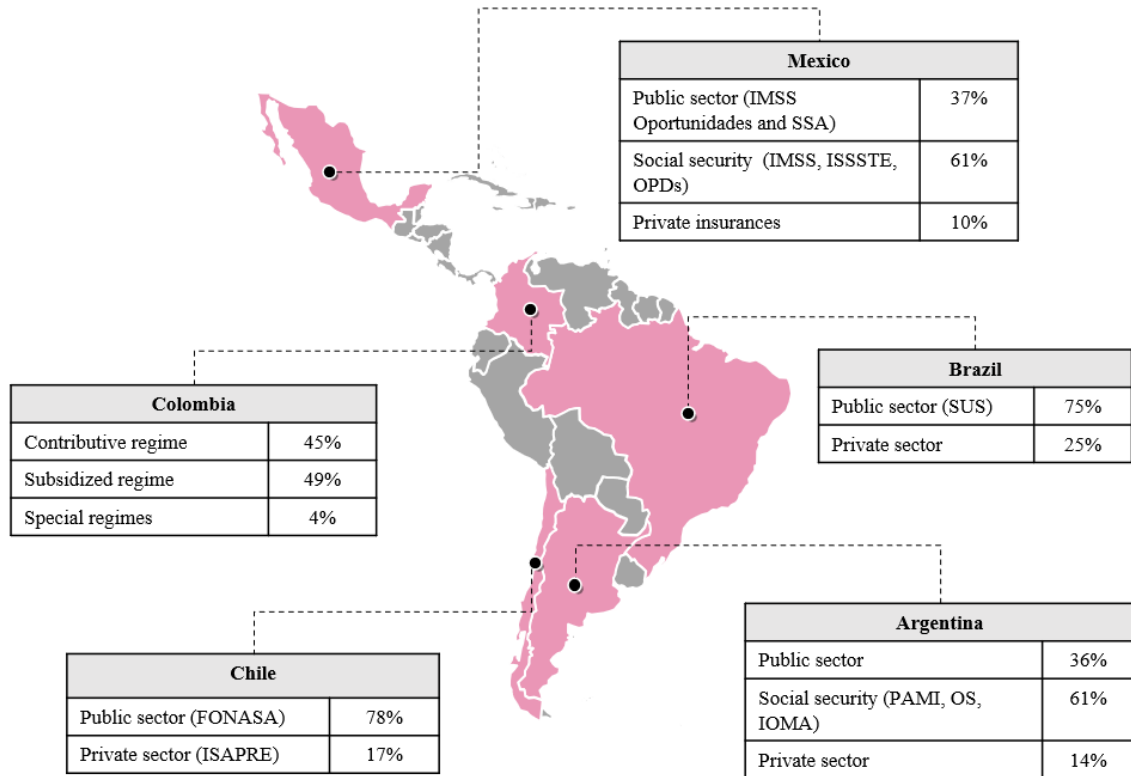 Mexico
Public sector (IMSS
Oportunidades and SSA)
37%
Social security (IMSS, ISSSTE,
OPDs)
61%
Private insurances
10%
Brazil
Public sector (SUS)
75%
Private sector
25%
Colombia
Contributive regime
45%
Subsidized regime
49%
Special regimes
4%
Argentina
Public sector
36%
Social security (PAMI, OS,
IOMA)
61%
Private sector
14%
Chile
Public sector (FONASA)
78%
Private sector (ISAPRE)
17%